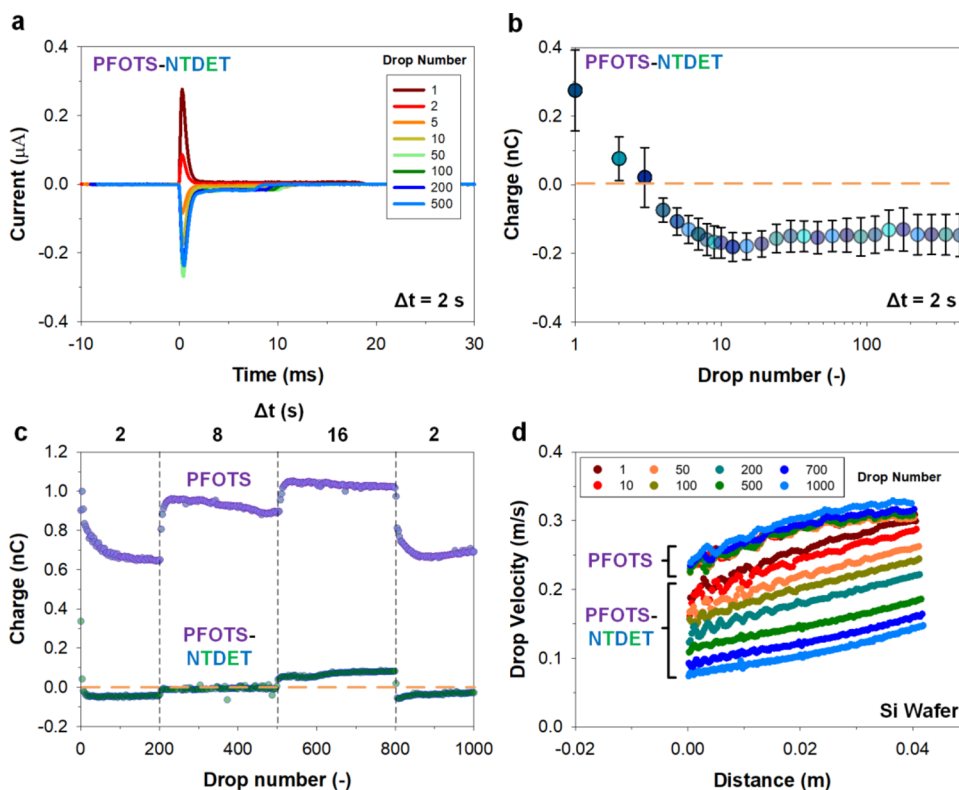 a
PFOTS-NTDET
Drop Number
1
2
5
10
50
100
200
500
Δt = 2 s
0.4
0.2
0.0
-0.2
-0.4
Current (μA)
-10 0 10 20 30
Time (ms)
b
PFOTS-NTDET
Δt = 2 s
0.4
0.2
0.0
-0.2
-0.4
Charge (nC)
1 10 100
Drop number (-)
c
Δt (s)
2 8 16 2
PFOTS
PFOTS-
NTDET
1.2
1.0
0.8
0.6
0.4
0.2
0.0
-0.2
Charge (nC)
0 200 400 600 800 1000
Drop number (-)
d
1 50 200 700 Drop Number
10 100 500 1000
PFOTS
PFOTS-
NTDET
Si Wafer
0.4
0.3
0.2
0.1
0.0
Drop Velocity (m/s)
-0.02 0.00 0.02 0.04
Distance (m)